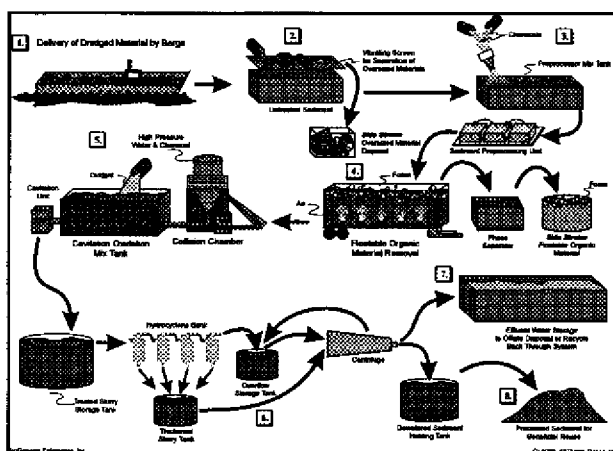 1.
Delivery of Dredged Material by Barge
2.
Vibrating Screen
for Separation of
Oversized Materials
Untreated Sediment
Side Stream
Oversized Material
Disposal
3.
Chemicals
Preprocessor Mix Tank
Sediment Preprocessing Unit
4.
Foam
Air
Floatable Organic
Material Removal
Phase
Separator
Foam
Side Stream
Floatable Organic
Material
5.
High Pressure
Water & Chemical
Oxidant
Cavitation
Unit
Cavitation Oxidation
Mix Tank
Collision Chamber
Treated Slurry
Storage Tank
Hydrocyclone Bank
Thickened
Slurry Tank
Overflow
Storage Tank
6.
Centrifuge
7.
Effluent Water Storage
to Offsite Disposal or Recycle
Back Through System
Dewatered Sediment
Holding Tank
8.
Processed Sediment for
Beneficial Reuse